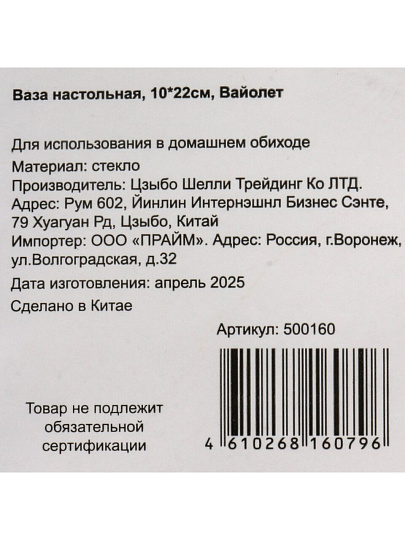 Ваза настольная, 10*22см, Вайолет
Для использования в домашнем обиходе
Материал: стекло
Производитель: Цзыбо Шелли Трейдинг Ко ЛТД.
Адрес: Рум 602, Йинлин Интернэшнл Бизнес Сэнте,
79 Хуагуан Рд, Цзыбо, Китай
Импортер: ООО «ПРАЙМ». Адрес: Россия, г.Воронеж,
ул.Волгоградская, д.32
Дата изготовления: апрель 2025
Сделано в Китае
Артикул: 500160
Товар не подлежит
обязательной
сертификации
4 610268 160796